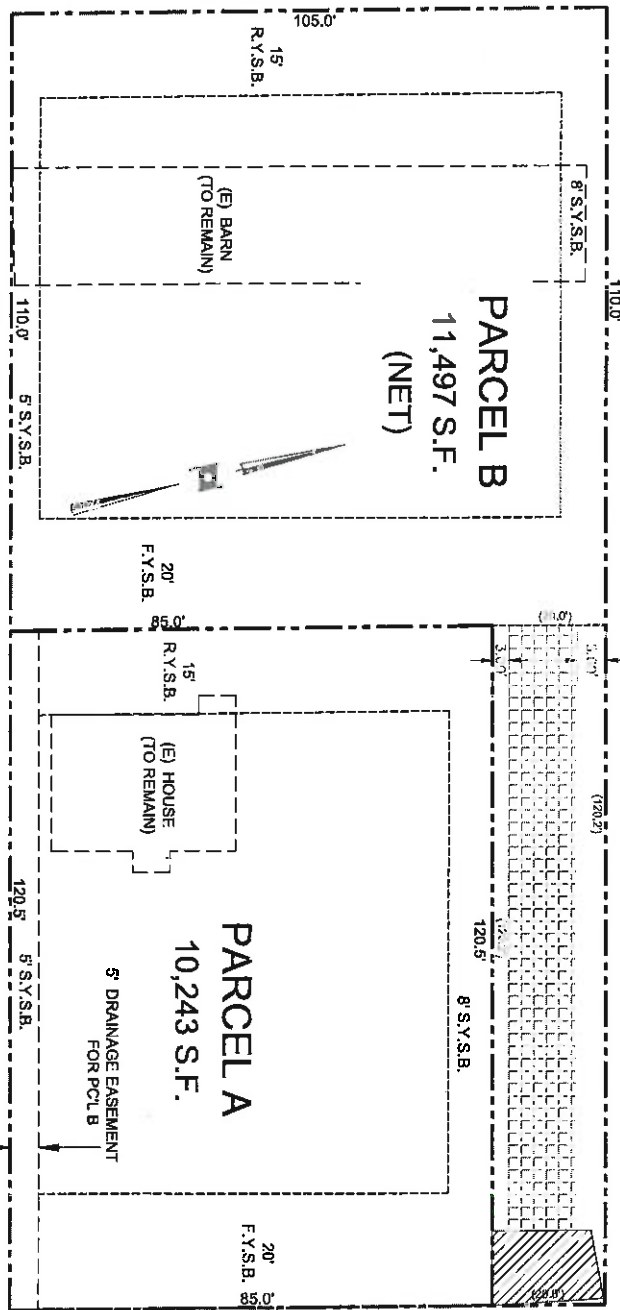 105.0'
15'
R.Y.S.B.
8' S.Y.S.B.
(E) BARN
(TO REMAIN)
110.0'
110.0'
5' S.Y.S.B.
PARCEL B
11,497 S.F.
(NET)
20'
F.Y.S.B.
85.0'
15'
R.Y.S.B.
3.00'
(120.2')
(E) HOUSE
(TO REMAIN)
120.5'
120.5'
8' S.Y.S.B.
5' S.Y.S.B.
PARCEL A
10,243 S.F.
5' DRAINAGE EASEMENT
FOR PC'L B
20'
F.Y.S.B.
85.0'